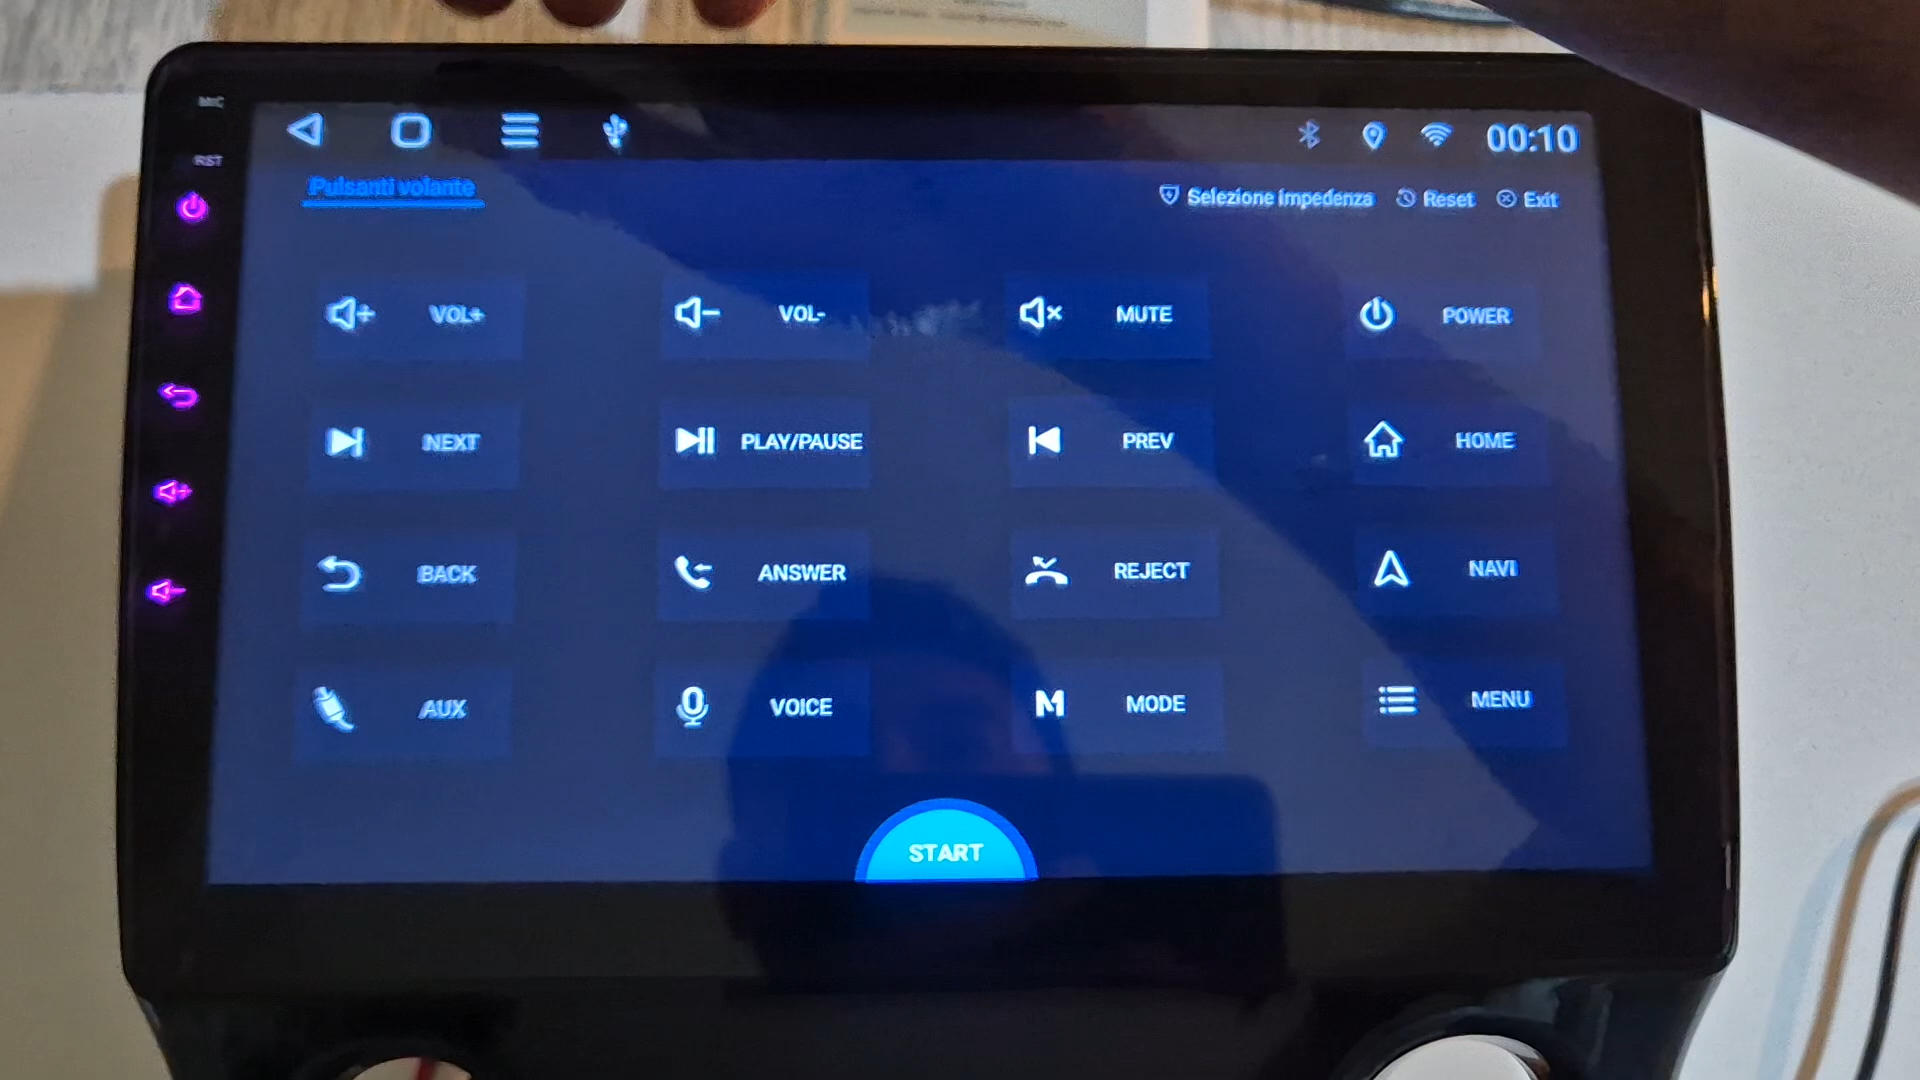 MIC
00:10
RST
Pulsanti volante
Selezione impedenza Reset Exit
VOL+ VOL- MUTE POWER
NEXT PLAY/PAUSE PREV HOME
BACK ANSWER REJECT NAVI
AUX VOICE M MODE MENU
START